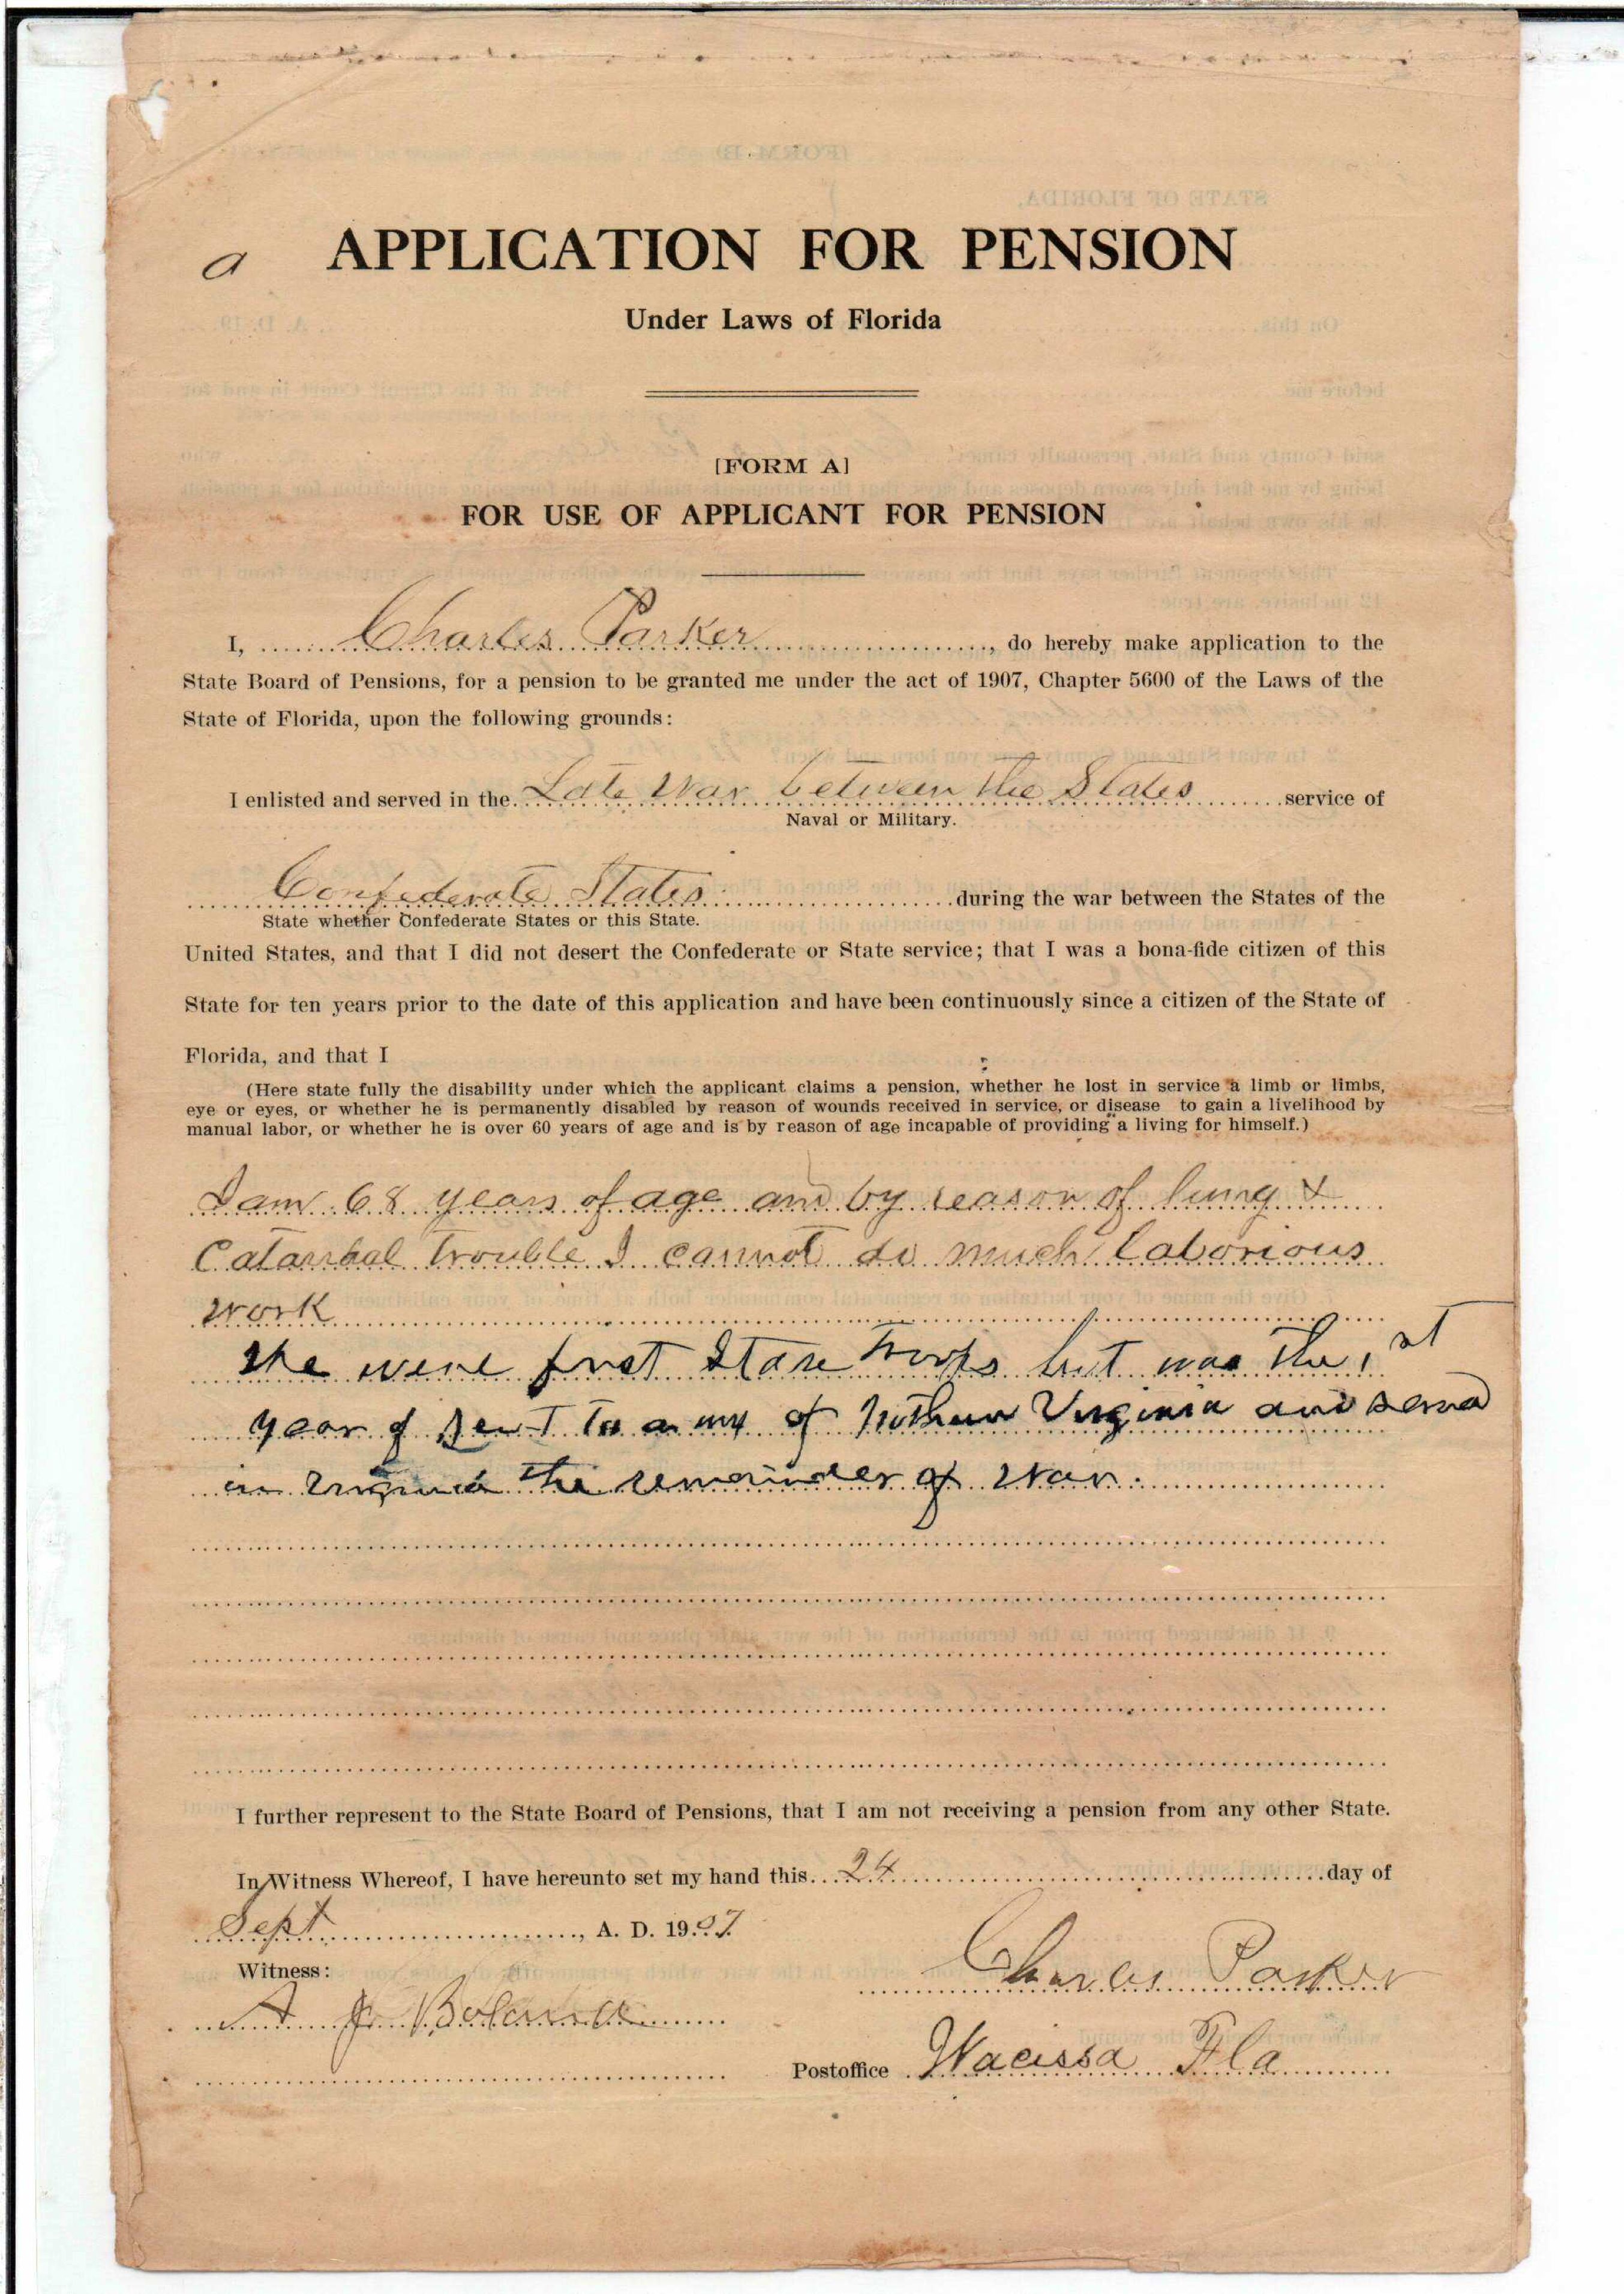 a
APPLICATION FOR PENSION
Under Laws of Florida
[FORM A]
FOR USE OF APPLICANT FOR PENSION
I, Charles Parker, do hereby make application to the
State Board of Pensions, for a pension to be granted me under the act of 1907, Chapter 5600 of the Laws of the
State of Florida, upon the following grounds:
I enlisted and served in the Late War between the States service of
Naval or Military.
Confederate States during the war between the States of the
State whether Confederate States or this State.
United States, and that I did not desert the Confederate or State service; that I was a bona-fide citizen of this
State for ten years prior to the date of this application and have been continuously since a citizen of the State of
Florida, and that I
(Here state fully the disability under which the applicant claims a pension, whether he lost in service a limb or limbs,
eye or eyes, or whether he is permanently disabled by reason of wounds received in service, or disease to gain a livelihood by
manual labor, or whether he is over 60 years of age and is by reason of age incapable of providing a living for himself.)
I am 68 years of age and by reason of lung &
Catarrhal trouble I cannot do much laborious
work
were first State Troops but was the 1st
year sent to army of Northern Virginia and served
in Virginia the remainder of War.
I further represent to the State Board of Pensions, that I am not receiving a pension from any other State.
In Witness Whereof, I have hereunto set my hand this 24 day of
Sept, A. D. 1907
Witness:
Charles Parker
A J
Postoffice Wacissa Fla